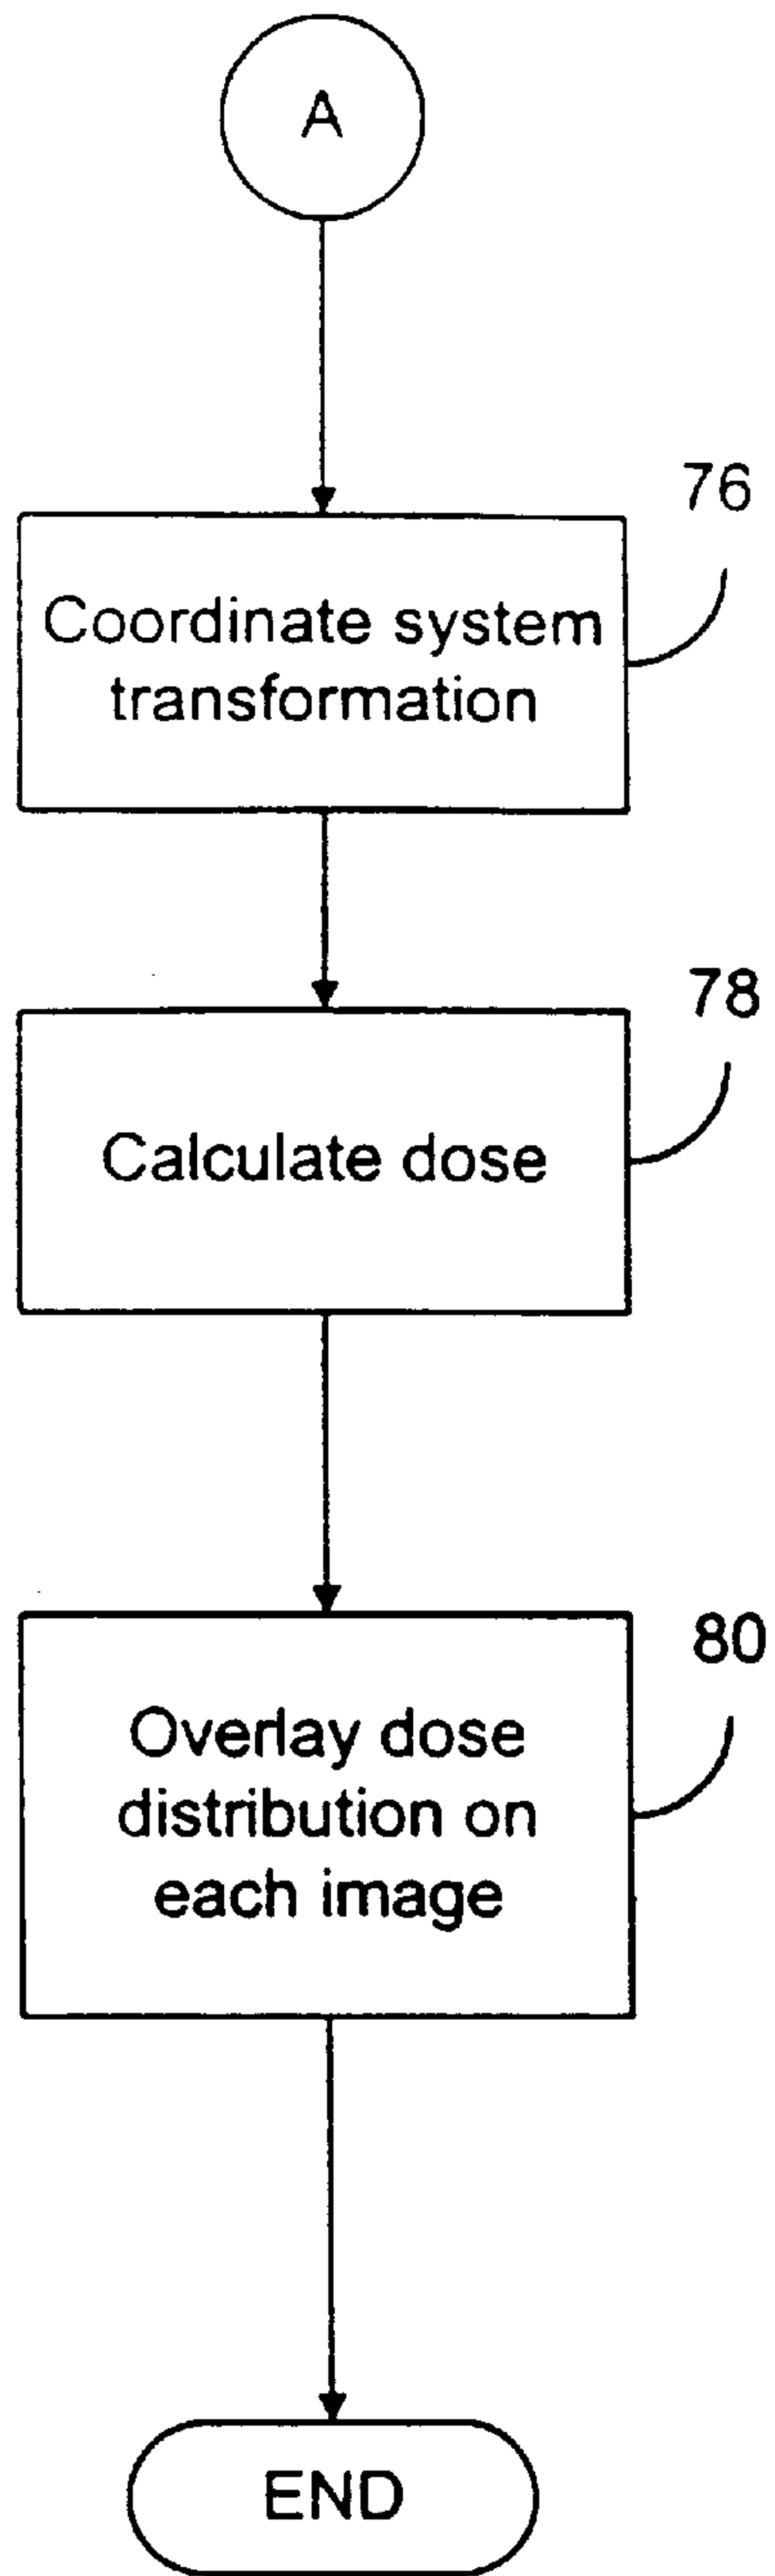 A
76
Coordinate system
transformation
78
Calculate dose
80
Overlay dose
distribution on
each image
END